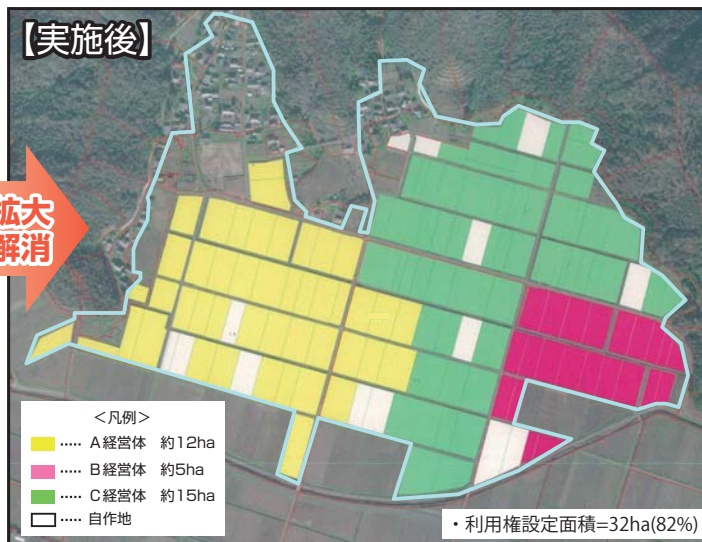 【実施後】
拡大
解消
<凡例>
..... A経営体 約12ha
..... B経営体 約5ha
..... C経営体 約15ha
..... 自作地
・利用権設定面積=32ha(82%)